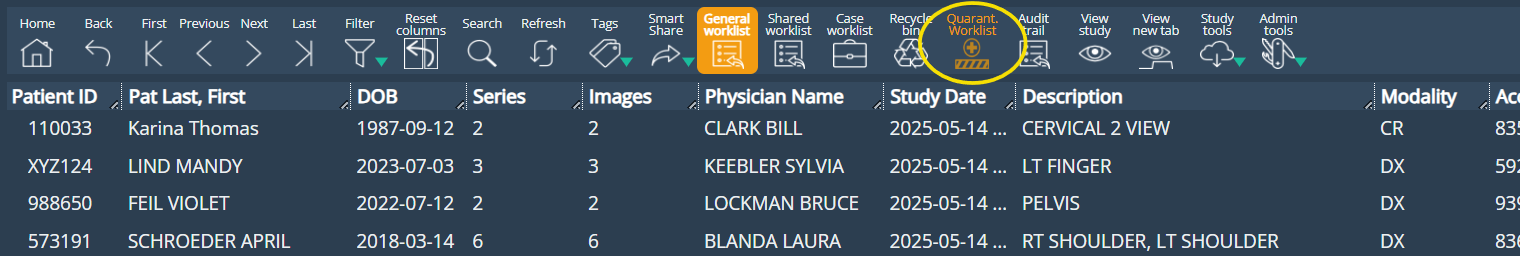 Home Back First Previous Next Last Filter Reset columns Search Refresh Tags Smart Share General worklist Shared worklist Case worklist Recycle bin Quarant. Worklist Audit trail View study View new tab Study tools Admin tools
Patient ID Pat Last, First DOB Series Images Physician Name Study Date Description Modality Acc
110033 Karina Thomas 1987-09-12 2 2 CLARK BILL 2025-05-14 ... CERVICAL 2 VIEW CR 835
XYZ124 LIND MANDY 2023-07-03 3 3 KEEBLER SYLVIA 2025-05-14 ... LT FINGER DX 592
988650 FEIL VIOLET 2022-07-12 2 2 LOCKMAN BRUCE 2025-05-14 ... PELVIS DX 939
573191 SCHROEDER APRIL 2018-03-14 6 6 BLANDA LAURA 2025-05-14 ... RT SHOULDER, LT SHOULDER DX 836